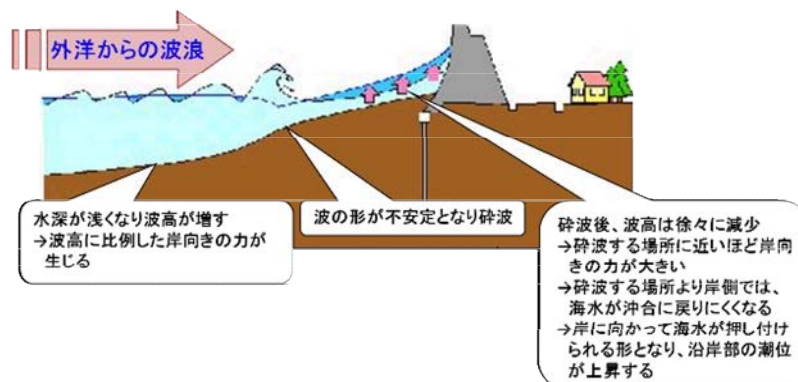 外洋からの波浪
水深が浅くなり波高が増す
→波高に比例した岸向きの力が
生じる
波の形が不安定となり砕波
砕波後、波高は徐々に減少
→砕波する場所に近いほど岸向
きの力が大きい
→砕波する場所より岸側では、
海水が沖合に戻りにくくなる
→岸に向かって海水が押し付け
られる形となり、沿岸部の潮位
が上昇する